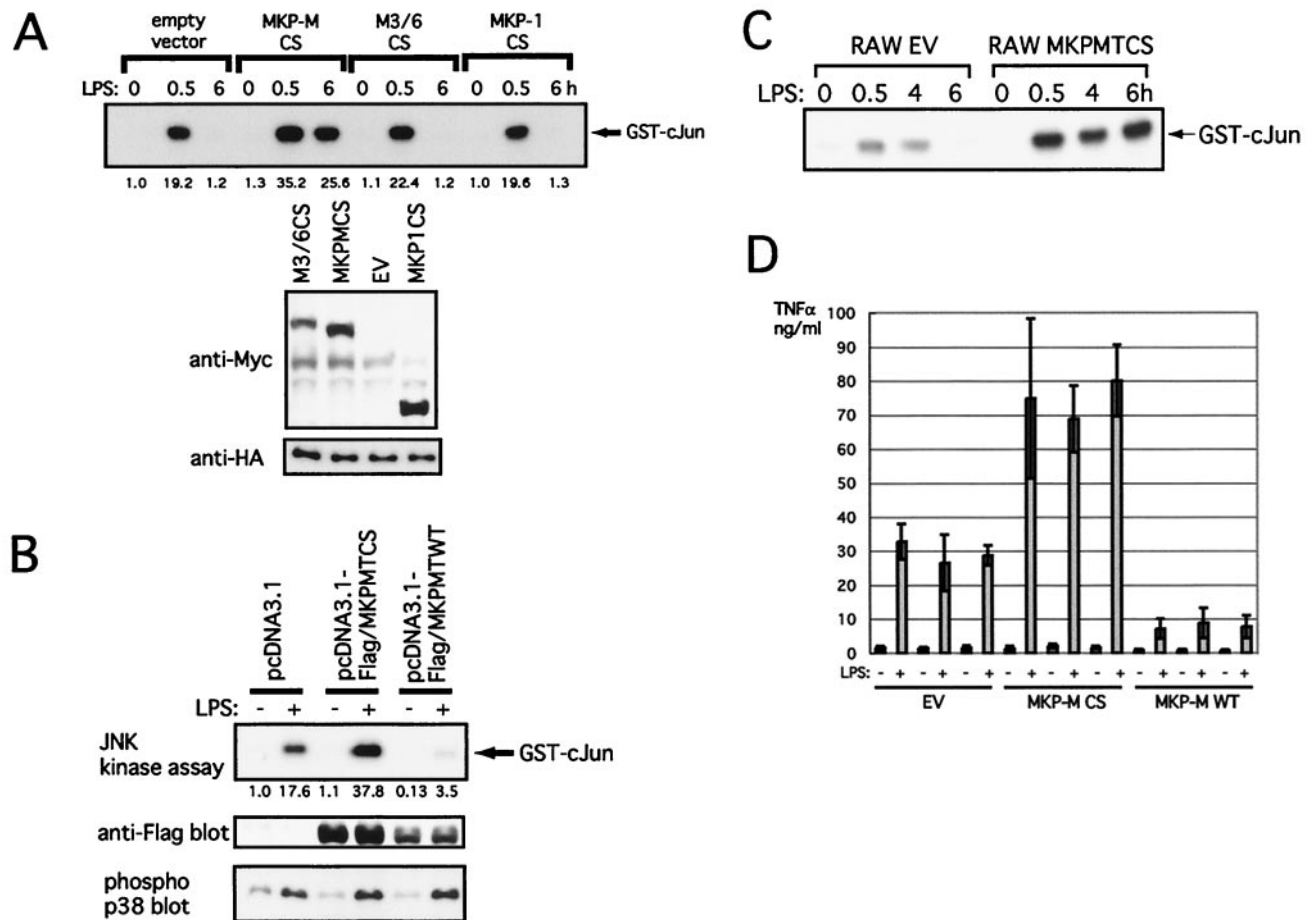 A
empty vector
MKP-M CS
M3/6 CS
MKP-1 CS
LPS: 0 0.5 6 0 0.5 6 0 0.5 6 0 0.5 6 h
GST-cJun
1.0 19.2 1.2 1.3 35.2 25.6 1.1 22.4 1.2 1.0 19.6 1.3
M3/6CS
MKPMCS
EV
MKP1CS
anti-Myc
anti-HA
B
pcDNA3.1
pcDNA3.1-
Flag/MKPMTCS
pcDNA3.1-
Flag/MKPMTWT
LPS: - + - + - +
JNK
kinase assay
GST-cJun
1.0 17.6 1.1 37.8 0.13 3.5
anti-Flag blot
phospho
p38 blot
C
RAW EV
RAW MKPMTCS
LPS: 0 0.5 4 6 0 0.5 4 6h
GST-cJun
D
TNFα
ng/ml
100
90
80
70
60
50
40
30
20
10
0
LPS: - + - + - + - + - + - + - + - + - +
EV
MKP-M CS
MKP-M WT